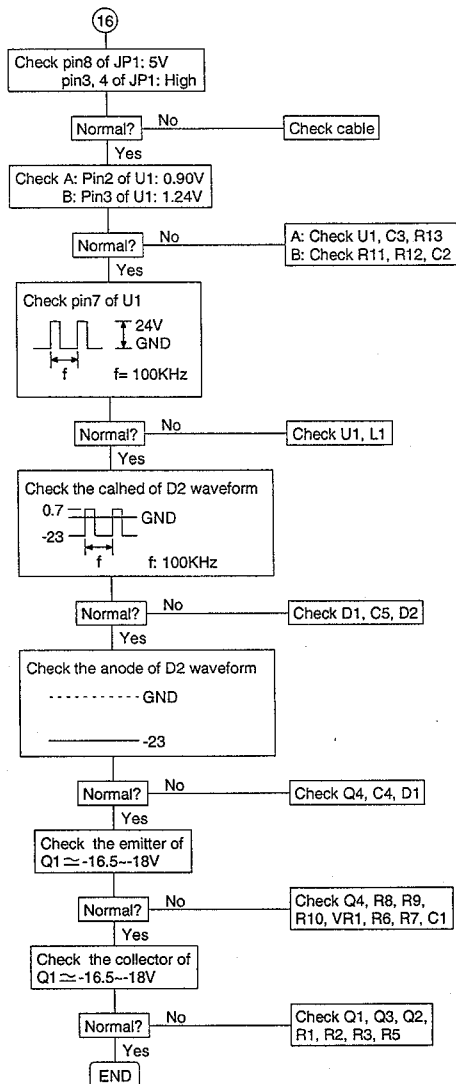 16
Check pin8 of JP1: 5V
pin3, 4 of JP1: High
Normal?
No
Check cable
Yes
Check A: Pin2 of U1: 0.90V
B: Pin3 of U1: 1.24V
Normal?
No
A: Check U1, C3, R13
B: Check R11, R12, C2
Yes
Check pin7 of U1
24V
GND
f
f= 100KHz
Normal?
No
Check U1, L1
Yes
Check the calhed of D2 waveform
0.7
GND
-23
f
f: 100KHz
Normal?
No
Check D1, C5, D2
Yes
Check the anode of D2 waveform
GND
-23
Normal?
No
Check Q4, C4, D1
Yes
Check the emitter of
Q1≃-16.5~-18V
Normal?
No
Check Q4, R8, R9,
R10, VR1, R6, R7, C1
Yes
Check the collector of
Q1≃-16.5~-18V
Normal?
No
Check Q1, Q3, Q2,
R1, R2, R3, R5
Yes
END